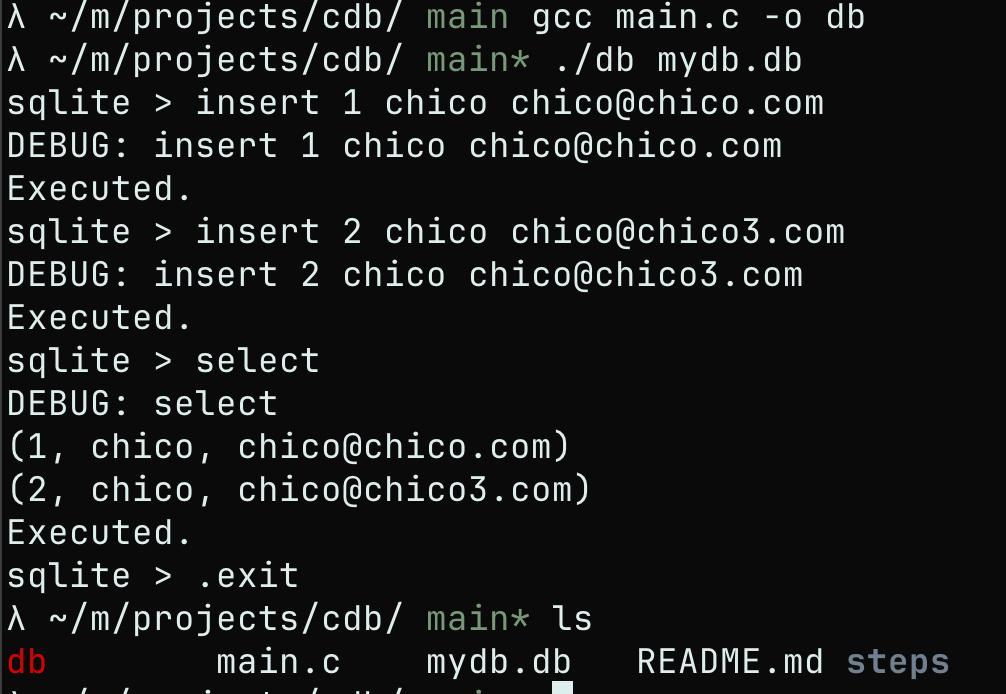 λ ~/m/projects/cdb/ main gcc main.c -o db
λ ~/m/projects/cdb/ main* ./db mydb.db
sqlite > insert 1 chico chico@chico.com
DEBUG: insert 1 chico chico@chico.com
Executed.
sqlite > insert 2 chico chico@chico3.com
DEBUG: insert 2 chico chico@chico3.com
Executed.
sqlite > select
DEBUG: select
(1, chico, chico@chico.com)
(2, chico, chico@chico3.com)
Executed.
sqlite > .exit
λ ~/m/projects/cdb/ main* ls
db main.c mydb.db README.md steps